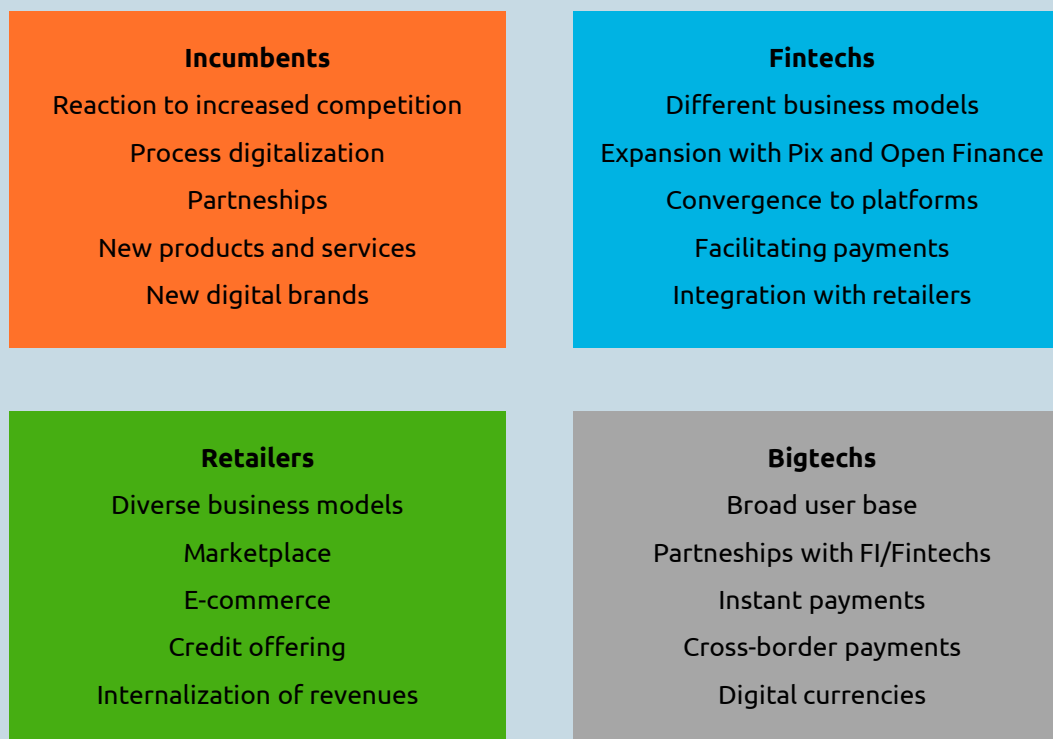 Incumbents
Reaction to increased competition
Process digitalization
Partneships
New products and services
New digital brands
Fintechs
Different business models
Expansion with Pix and Open Finance
Convergence to platforms
Facilitating payments
Integration with retailers
Retailers
Diverse business models
Marketplace
E-commerce
Credit offering
Internalization of revenues
Bigtechs
Broad user base
Partneships with FI/Fintechs
Instant payments
Cross-border payments
Digital currencies